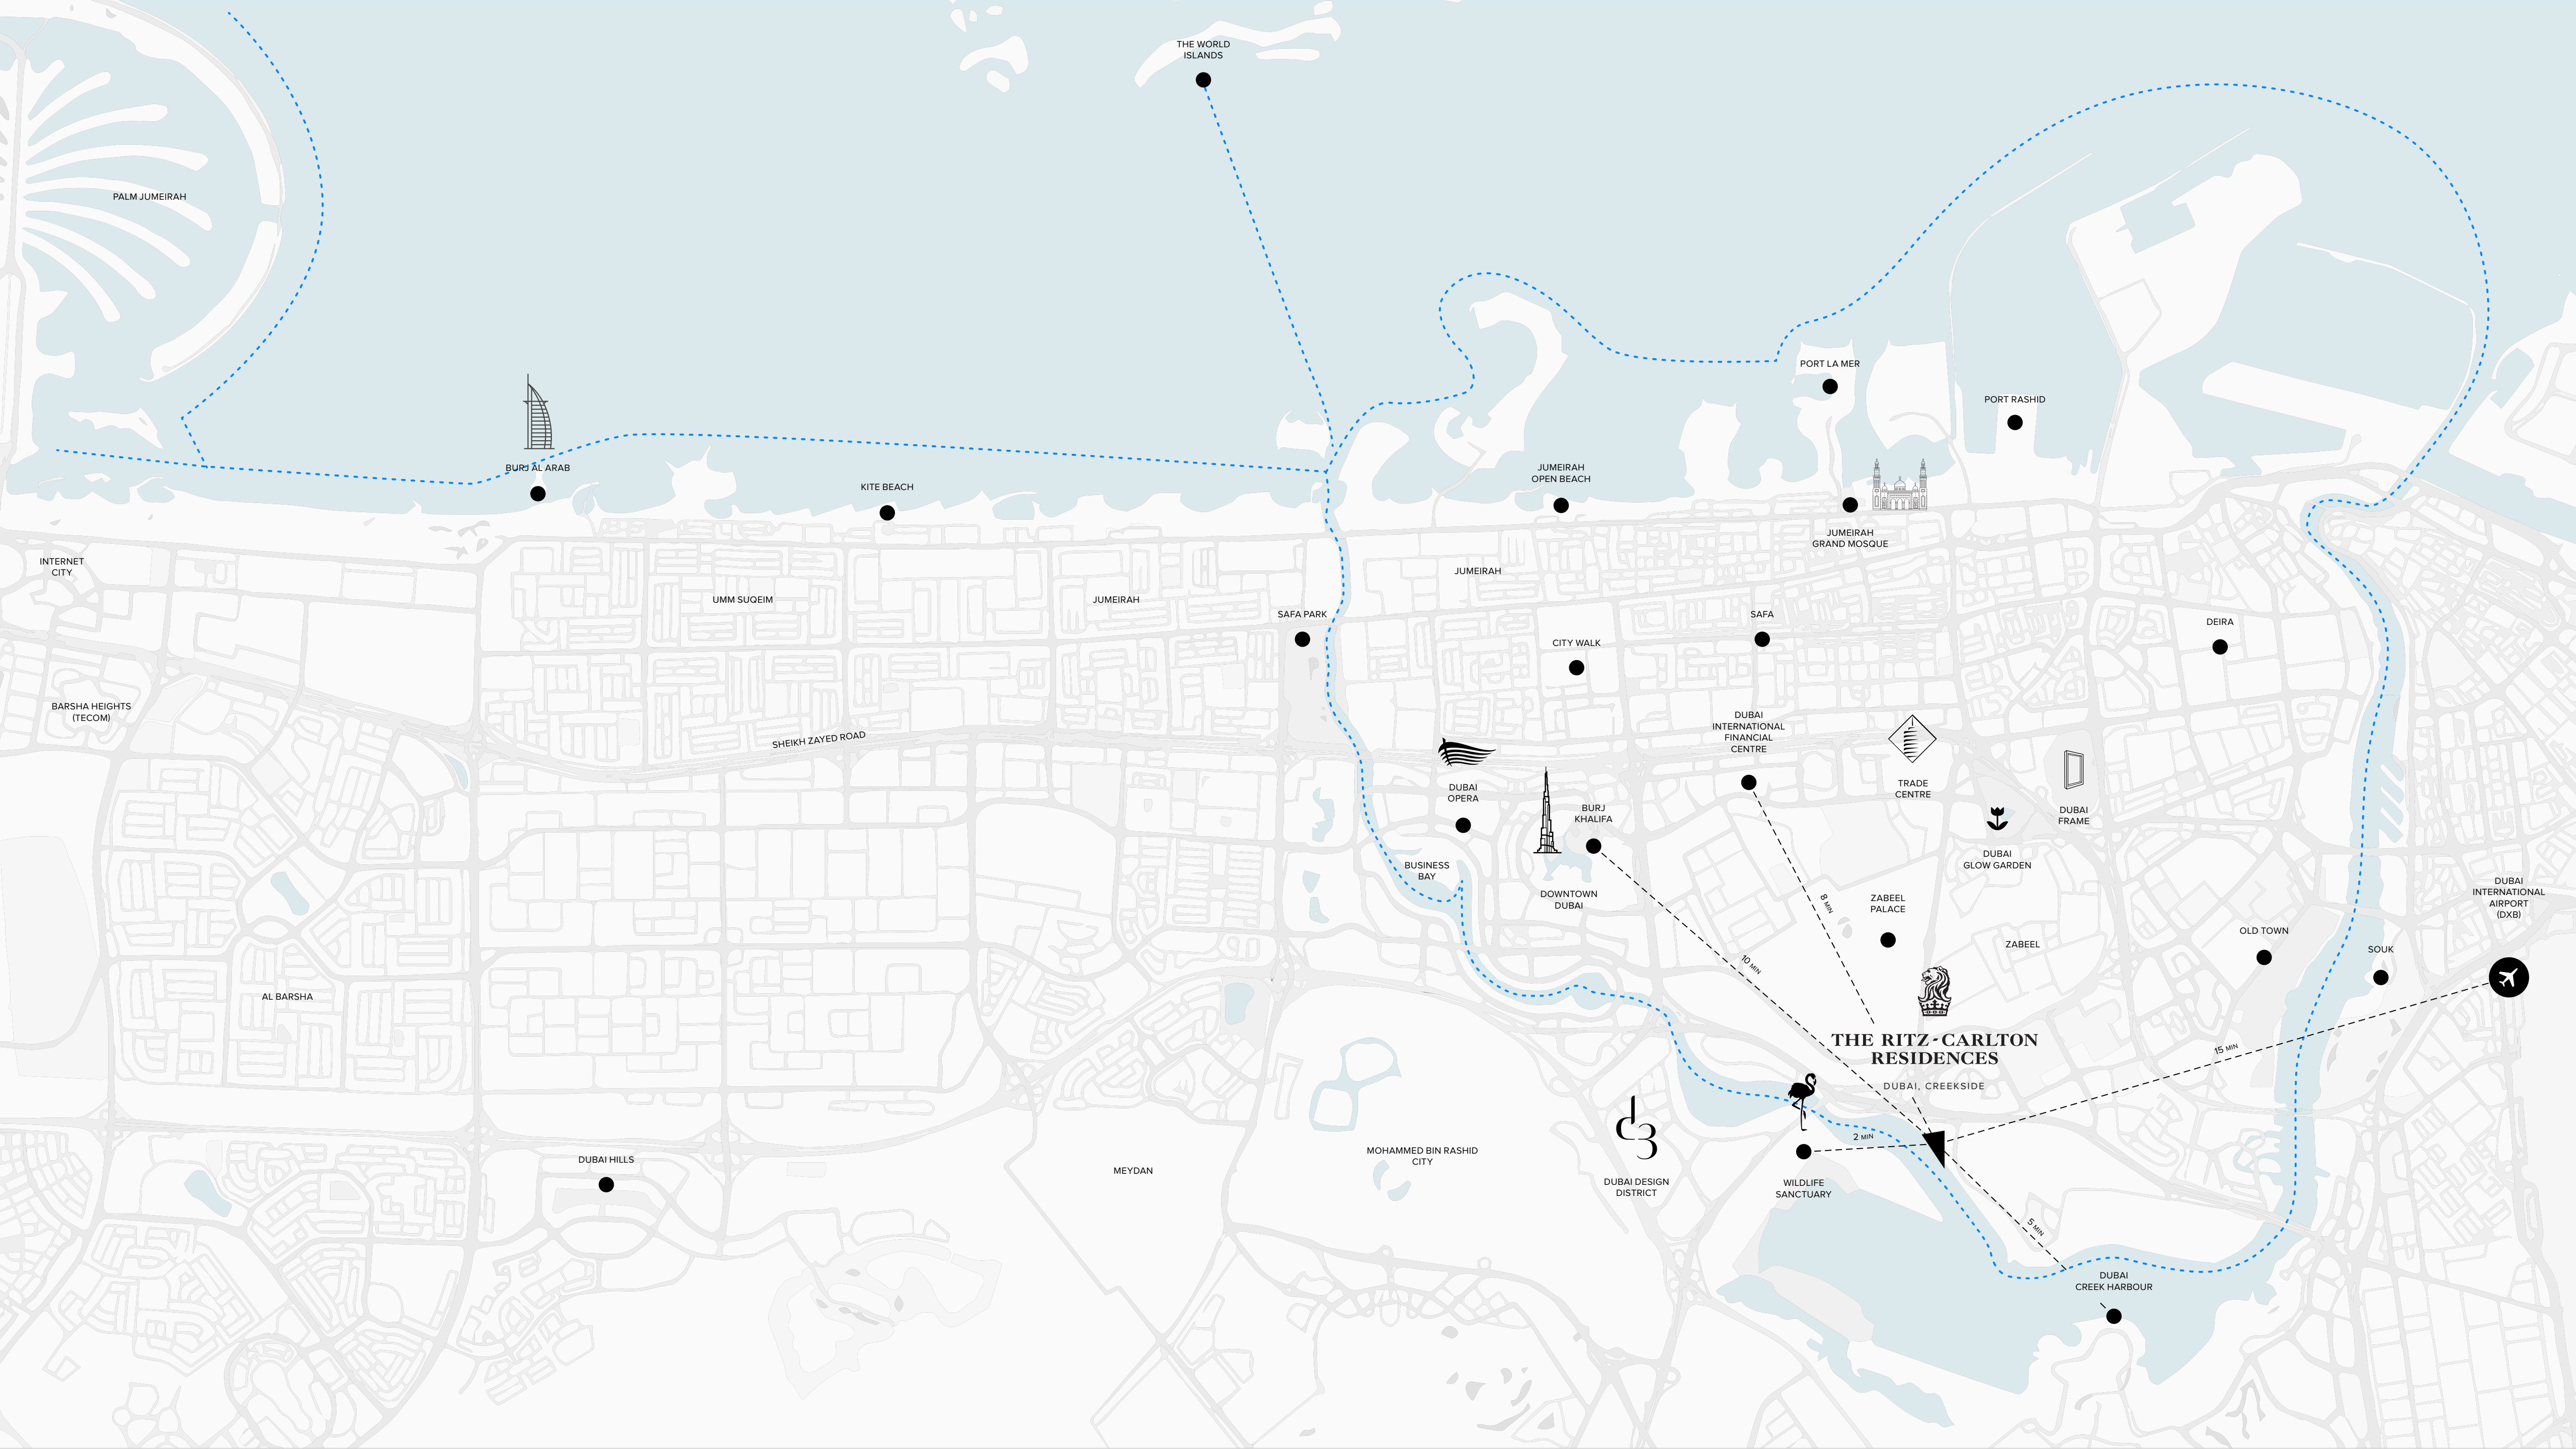 THE WORLD
ISLANDS
PALM JUMEIRAH
BURJ AL ARAB
KITE BEACH
JUMEIRAH
OPEN BEACH
PORT LA MER
PORT RASHID
JUMEIRAH
GRAND MOSQUE
INTERNET
CITY
UMM SUQEIM
JUMEIRAH
SAFA PARK
JUMEIRAH
CITY WALK
SAFA
DEIRA
BARSHA HEIGHTS
(TECOM)
SHEIKH ZAYED ROAD
DUBAI
INTERNATIONAL
FINANCIAL
CENTRE
DUBAI
OPERA
BURJ
KHALIFA
TRADE
CENTRE
DUBAI
FRAME
DUBAI
GLOW GARDEN
BUSINESS
BAY
DOWNTOWN
DUBAI
ZABEEL
PALACE
8 MIN
10 MIN
ZABEEL
OLD TOWN
SOUK
DUBAI
INTERNATIONAL
AIRPORT
(DXB)
AL BARSHA
THE RITZ-CARLTON
RESIDENCES
DUBAI, CREEKSIDE
15 MIN
2 MIN
5 MIN
d3
DUBAI DESIGN
DISTRICT
WILDLIFE
SANCTUARY
DUBAI HILLS
MEYDAN
MOHAMMED BIN RASHID
CITY
DUBAI
CREEK HARBOUR